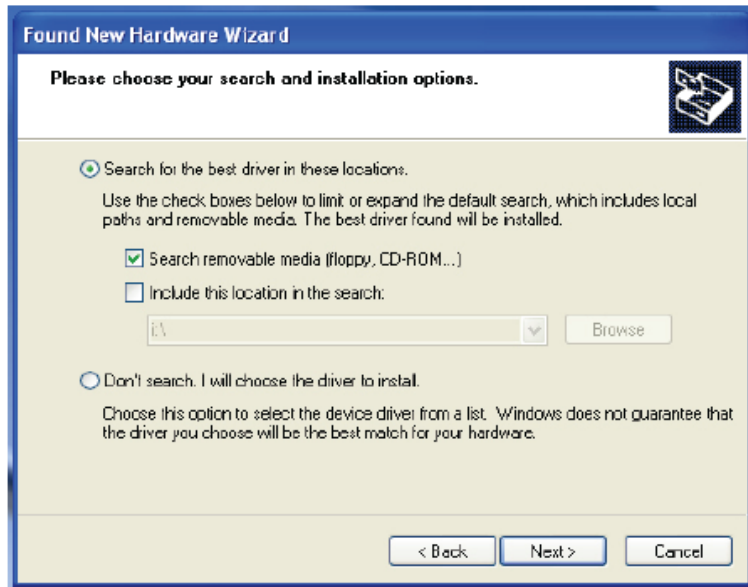 Found New Hardware Wizard
Please choose your search and installation options.
Search for the best driver in these locations.
Use the check boxes below to limit or expand the default search, which includes local
paths and removable media. The best driver found will be installed.
Search removable media (floppy, CD-ROM...)
Include this location in the search:
i:\
Browse
Don't search. I will choose the driver to install.
Choose this option to select the device driver from a list. Windows does not guarantee that
the driver you choose will be the best match for your hardware.
< Back Next > Cancel